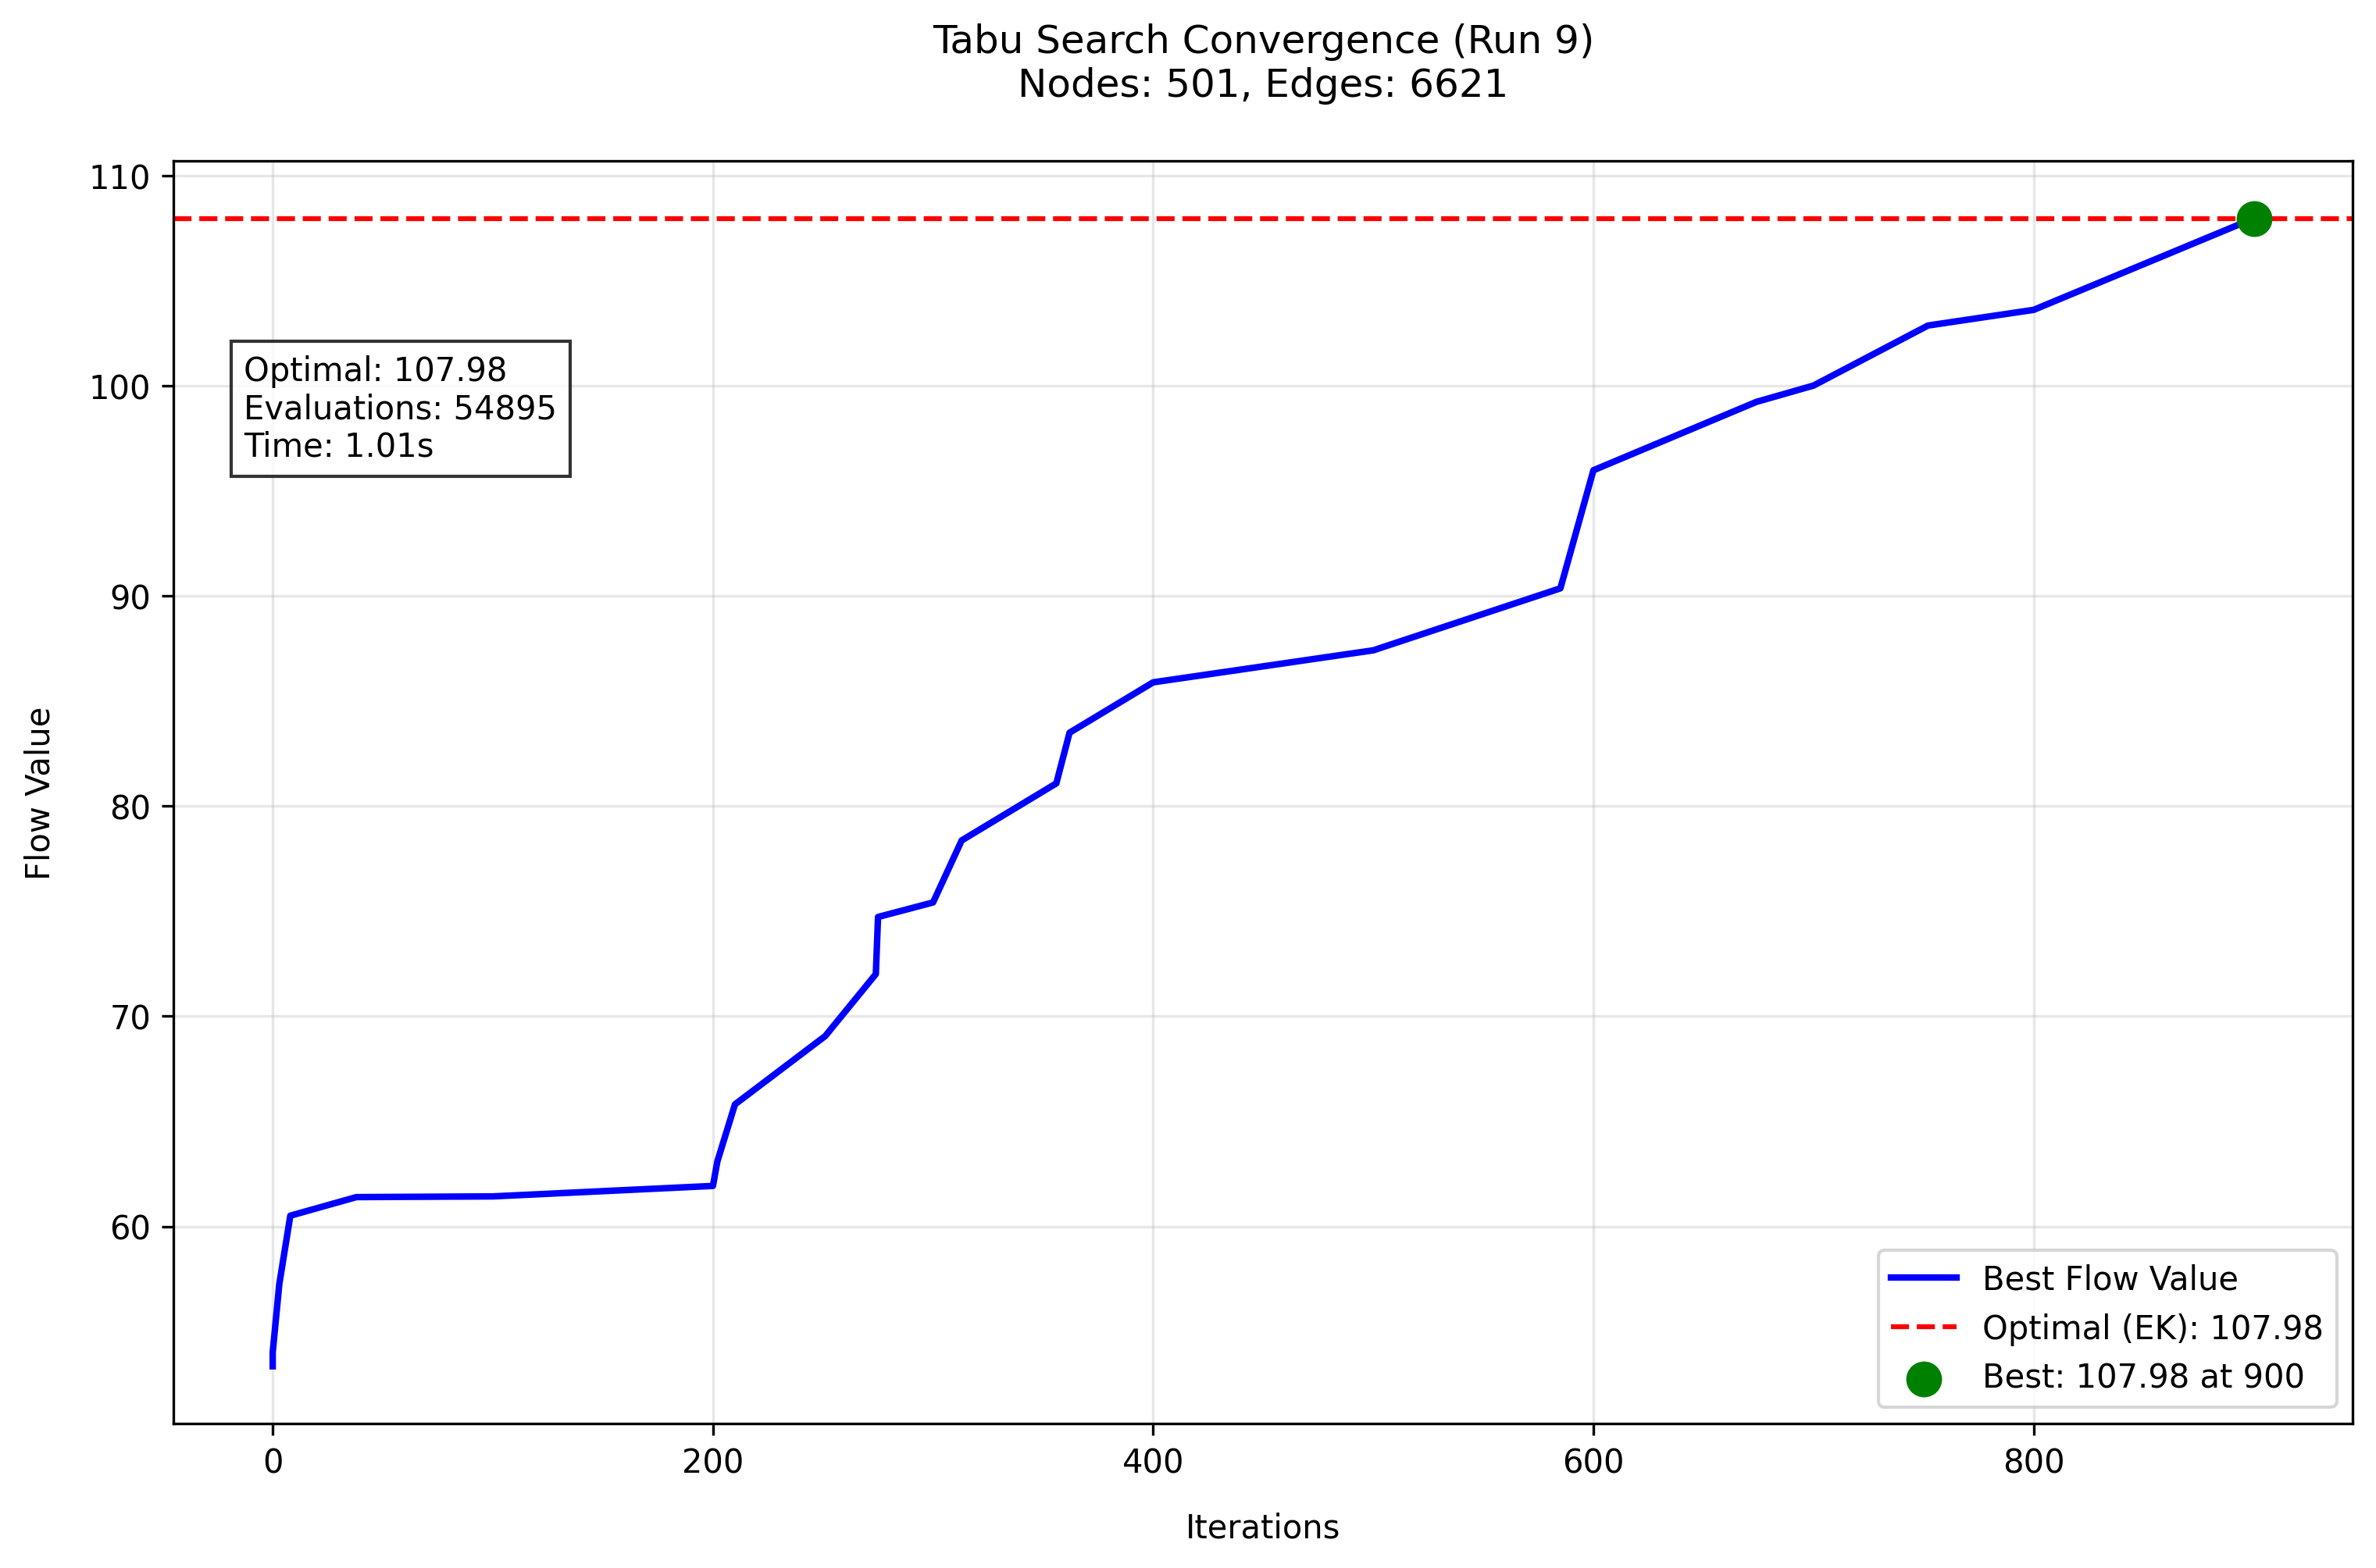 Tabu Search Convergence (Run 9)
Nodes: 501, Edges: 6621
110
100
90
80
70
60
Flow Value
Optimal: 107.98
Evaluations: 54895
Time: 1.01s
Best Flow Value
Optimal (EK): 107.98
Best: 107.98 at 900
0 200 400 600 800
Iterations